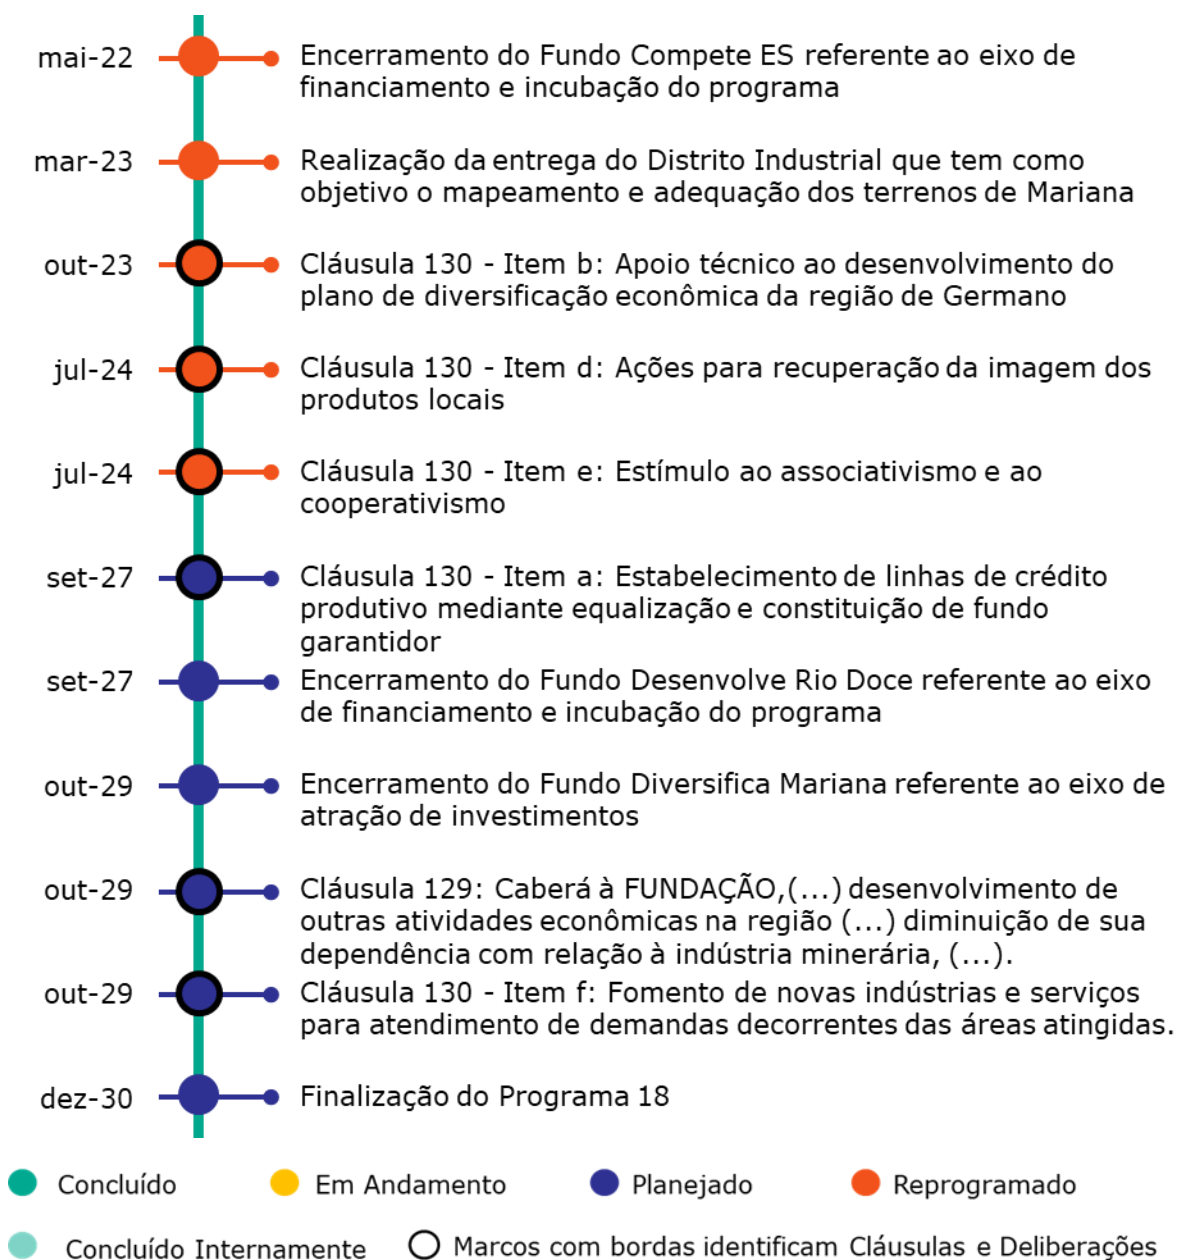 mai-22
Encerramento do Fundo Compete ES referente ao eixo de
financiamento e incubação do programa
mar-23
Realização da entrega do Distrito Industrial que tem como
objetivo o mapeamento e adequação dos terrenos de Mariana
out-23
Cláusula 130 - Item b: Apoio técnico ao desenvolvimento do
plano de diversificação econômica da região de Germano
jul-24
Cláusula 130 - Item d: Ações para recuperação da imagem dos
produtos locais
jul-24
Cláusula 130 - Item e: Estímulo ao associativismo e ao
cooperativismo
set-27
Cláusula 130 - Item a: Estabelecimento de linhas de crédito
produtivo mediante equalização e constituição de fundo
garantidor
set-27
Encerramento do Fundo Desenvolve Rio Doce referente ao eixo
de financiamento e incubação do programa
out-29
Encerramento do Fundo Diversifica Mariana referente ao eixo de
atração de investimentos
out-29
Cláusula 129: Caberá à FUNDAÇÃO,(...) desenvolvimento de
outras atividades econômicas na região (...) diminuição de sua
dependência com relação à indústria minerária, (...).
out-29
Cláusula 130 - Item f: Fomento de novas indústrias e serviços
para atendimento de demandas decorrentes das áreas atingidas.
dez-30
Finalização do Programa 18
Concluído
Em Andamento
Planejado
Reprogramado
Concluído Internamente
Marcos com bordas identificam Cláusulas e Deliberações